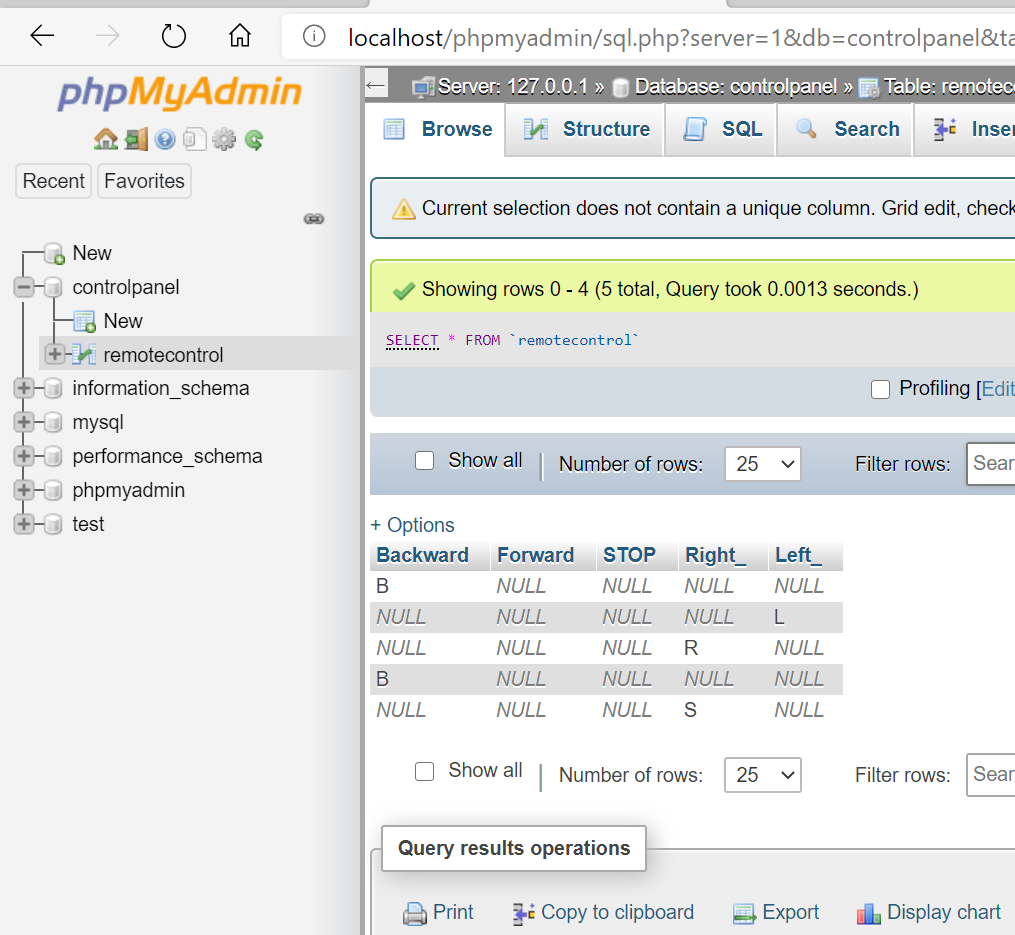 localhost/phpmyadmin/sql.php?server=1&db=controlpanel&ta
phpMyAdmin
Recent Favorites
New
controlpanel
New
remotecontrol
information_schema
mysql
performance_schema
phpmyadmin
test
Server: 127.0.0.1 » Database: controlpanel » Table: remotec
Browse Structure SQL Search Inser
Current selection does not contain a unique column. Grid edit, check
Showing rows 0 - 4 (5 total, Query took 0.0013 seconds.)
SELECT * FROM `remotecontrol`
Profiling [Edit
Show all | Number of rows: 25 Filter rows: Sear
+ Options
Backward Forward STOP Right_ Left_
B NULL NULL NULL NULL
NULL NULL NULL NULL L
NULL NULL NULL R NULL
B NULL NULL NULL NULL
NULL NULL NULL S NULL
Show all | Number of rows: 25 Filter rows: Sear
Query results operations
Print Copy to clipboard Export Display chart